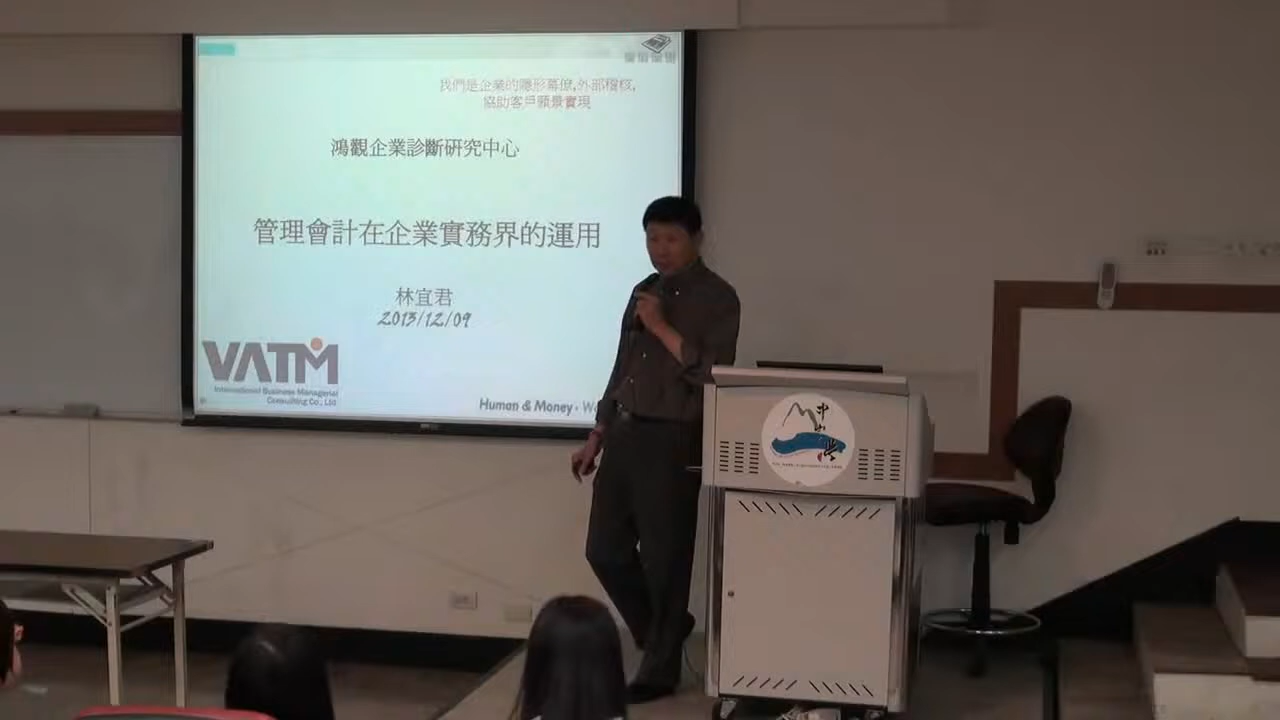 我們是企業的隱形幕僚,外部稽核,
協助客戶願景實現
鴻觀企業診斷研究中心
管理會計在企業實務界的運用
林宜君
2013/12/09
VATM
International Business Managerial
Consulting Co., Ltd
Human & Money
中山